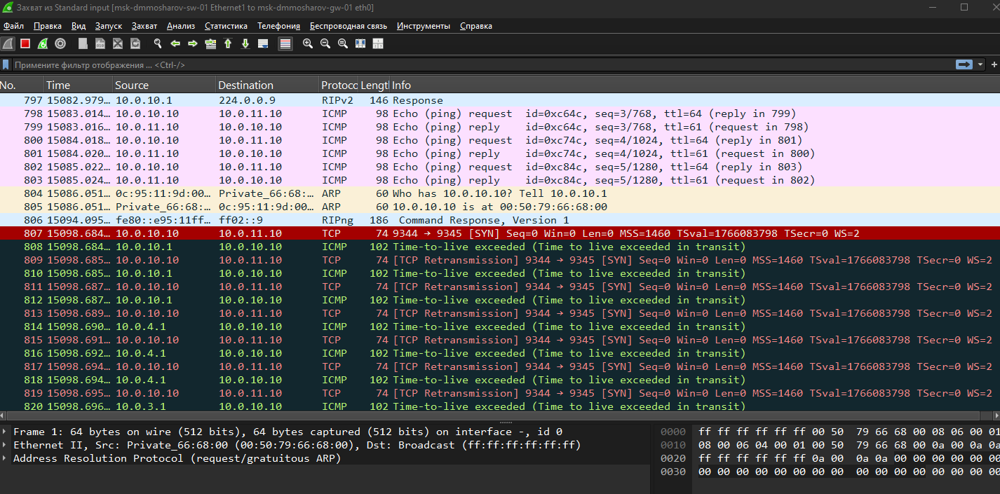 Захват из Standard input [msk-dmmosharov-sw-01 Ethernet1 to msk-dmmosharov-gw-01 eth0]
Файл Правка Вид Запуск Захват Анализ Статистика Телефония Беспроводная связь Инструменты Справка
Примените фильтр отображения ... <Ctrl-/>
No. Time Source Destination Protocc Lengtl Info
797 15082.979… 10.0.10.1 224.0.0.9 RIPv2 146 Response
798 15083.014… 10.0.10.10 10.0.11.10 ICMP 98 Echo (ping) request id=0xc64c, seq=3/768, ttl=64 (reply in 799)
799 15083.016… 10.0.11.10 10.0.10.10 ICMP 98 Echo (ping) reply id=0xc64c, seq=3/768, ttl=61 (request in 798)
800 15084.018… 10.0.10.10 10.0.11.10 ICMP 98 Echo (ping) request id=0xc74c, seq=4/1024, ttl=64 (reply in 801)
801 15084.020… 10.0.11.10 10.0.10.10 ICMP 98 Echo (ping) reply id=0xc74c, seq=4/1024, ttl=61 (request in 800)
802 15085.022… 10.0.10.10 10.0.11.10 ICMP 98 Echo (ping) request id=0xc84c, seq=5/1280, ttl=64 (reply in 803)
803 15085.024… 10.0.11.10 10.0.10.10 ICMP 98 Echo (ping) reply id=0xc84c, seq=5/1280, ttl=61 (request in 802)
804 15086.051… 0c:95:11:9d:00… Private_66:68:… ARP 60 Who has 10.0.10.10? Tell 10.0.10.1
805 15086.051… Private_66:68:… 0c:95:11:9d:00… ARP 60 10.0.10.10 is at 00:50:79:66:68:00
806 15094.095… fe80::e95:11ff… ff02::9 RIPng 186 Command Response, Version 1
807 15098.684… 10.0.10.10 10.0.11.10 TCP 74 9344 → 9345 [SYN] Seq=0 Win=0 Len=0 MSS=1460 TSval=1766083798 TSecr=0 WS=2
808 15098.684… 10.0.10.1 10.0.10.10 ICMP 102 Time-to-live exceeded (Time to live exceeded in transit)
809 15098.685… 10.0.10.10 10.0.11.10 TCP 74 [TCP Retransmission] 9344 → 9345 [SYN] Seq=0 Win=0 Len=0 MSS=1460 TSval=1766083798 TSecr=0 WS=2
810 15098.685… 10.0.10.1 10.0.10.10 ICMP 102 Time-to-live exceeded (Time to live exceeded in transit)
811 15098.687… 10.0.10.10 10.0.11.10 TCP 74 [TCP Retransmission] 9344 → 9345 [SYN] Seq=0 Win=0 Len=0 MSS=1460 TSval=1766083798 TSecr=0 WS=2
812 15098.687… 10.0.10.1 10.0.10.10 ICMP 102 Time-to-live exceeded (Time to live exceeded in transit)
813 15098.689… 10.0.10.10 10.0.11.10 TCP 74 [TCP Retransmission] 9344 → 9345 [SYN] Seq=0 Win=0 Len=0 MSS=1460 TSval=1766083798 TSecr=0 WS=2
814 15098.690… 10.0.4.1 10.0.10.10 ICMP 102 Time-to-live exceeded (Time to live exceeded in transit)
815 15098.691… 10.0.10.10 10.0.11.10 TCP 74 [TCP Retransmission] 9344 → 9345 [SYN] Seq=0 Win=0 Len=0 MSS=1460 TSval=1766083798 TSecr=0 WS=2
816 15098.692… 10.0.4.1 10.0.10.10 ICMP 102 Time-to-live exceeded (Time to live exceeded in transit)
817 15098.694… 10.0.10.10 10.0.11.10 TCP 74 [TCP Retransmission] 9344 → 9345 [SYN] Seq=0 Win=0 Len=0 MSS=1460 TSval=1766083798 TSecr=0 WS=2
818 15098.694… 10.0.4.1 10.0.10.10 ICMP 102 Time-to-live exceeded (Time to live exceeded in transit)
819 15098.695… 10.0.10.10 10.0.11.10 TCP 74 [TCP Retransmission] 9344 → 9345 [SYN] Seq=0 Win=0 Len=0 MSS=1460 TSval=1766083798 TSecr=0 WS=2
820 15098.696… 10.0.3.1 10.0.10.10 ICMP 102 Time-to-live exceeded (Time to live exceeded in transit)
Frame 1: 64 bytes on wire (512 bits), 64 bytes captured (512 bits) on interface -, id 0
Ethernet II, Src: Private_66:68:00 (00:50:79:66:68:00), Dst: Broadcast (ff:ff:ff:ff:ff:ff)
Address Resolution Protocol (request/gratuitous ARP)
0000 ff ff ff ff ff ff 00 50 79 66 68 00 08 06 00 01
0010 08 00 06 04 00 01 00 50 79 66 68 00 0a 00 0a 0a
0020 ff ff ff ff ff ff 0a 00 0a 0a 00 00 00 00 00 00
0030 00 00 00 00 00 00 00 00 00 00 00 00 00 00 00 00